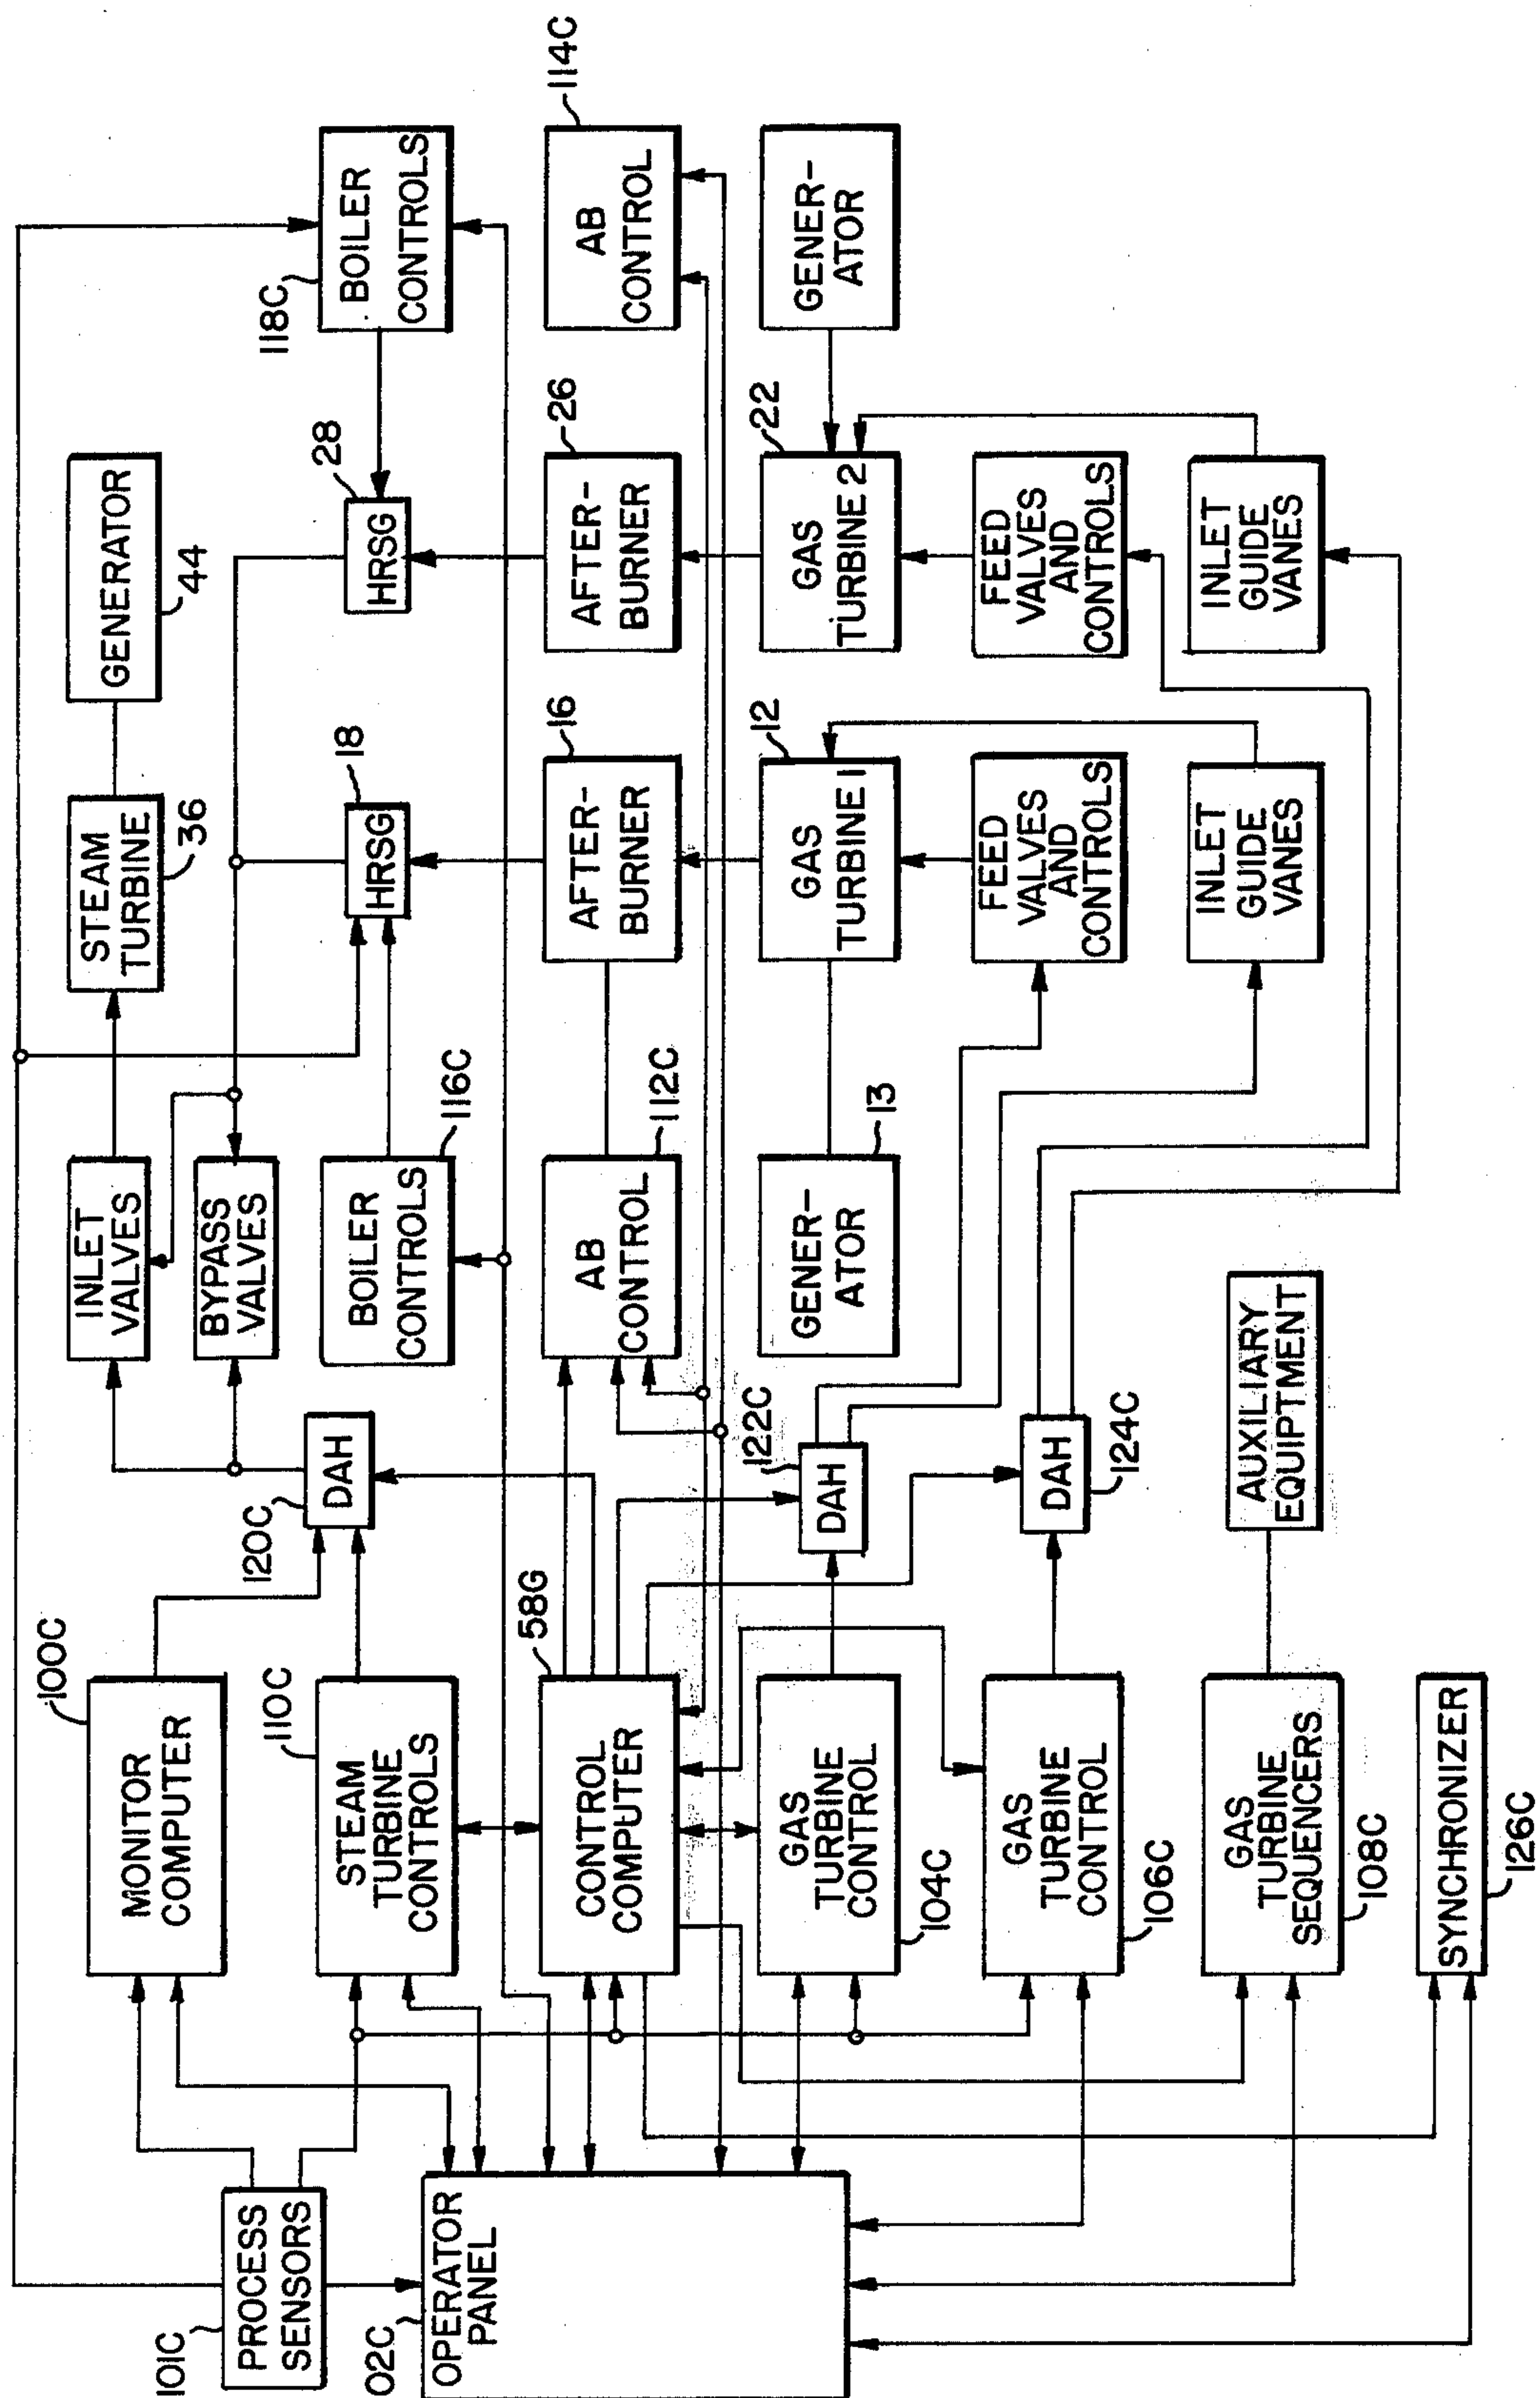 101C
PROCESS
SENSORS
02C
OPERATOR
PANEL
100C
MONITOR
COMPUTER
110C
STEAM
TURBINE
CONTROLS
58G
CONTROL
COMPUTER
GAS
TURBINE
CONTROL
104C
GAS
TURBINE
CONTROL
106C
GAS
TURBINE
SEQUENCERS
108C
SYNCHRONIZER
126C
120C
DAH
122C
DAH
DAH
124C
AUXILIARY
EQUIPTMENT
INLET
VALVES
BYPASS
VALVES
BOILER
CONTROLS
116C
AB
CONTROL
112C
GENER-
ATOR
13
STEAM
TURBINE
36
18
HRSG
16
AFTER-
BURNER
12
GAS
TURBINE 1
FEED
VALVES
AND
CONTROLS
INLET
GUIDE
VANES
GENERATOR
44
28
HRSG
26
AFTER-
BURNER
22
GAS
TURBINE 2
FEED
VALVES
AND
CONTROLS
INLET
GUIDE
VANES
118C
BOILER
CONTROLS
114C
AB
CONTROL
GENER-
ATOR